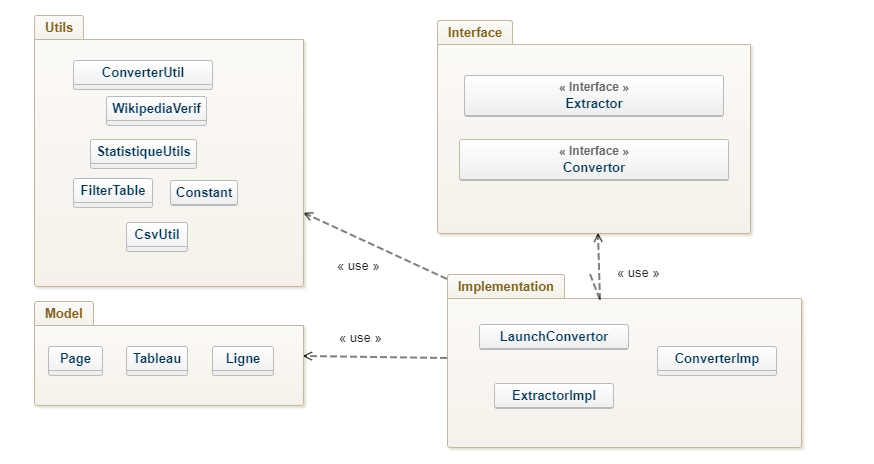 Utils
ConverterUtil
WikipediaVerif
StatistiqueUtils
FilterTable
Constant
CsvUtil
Interface
« Interface »
Extractor
« Interface »
Convertor
« use »
« use »
Model
Page
Tableau
Ligne
« use »
Implementation
LaunchConvertor
ConverterImp
ExtractorImpl